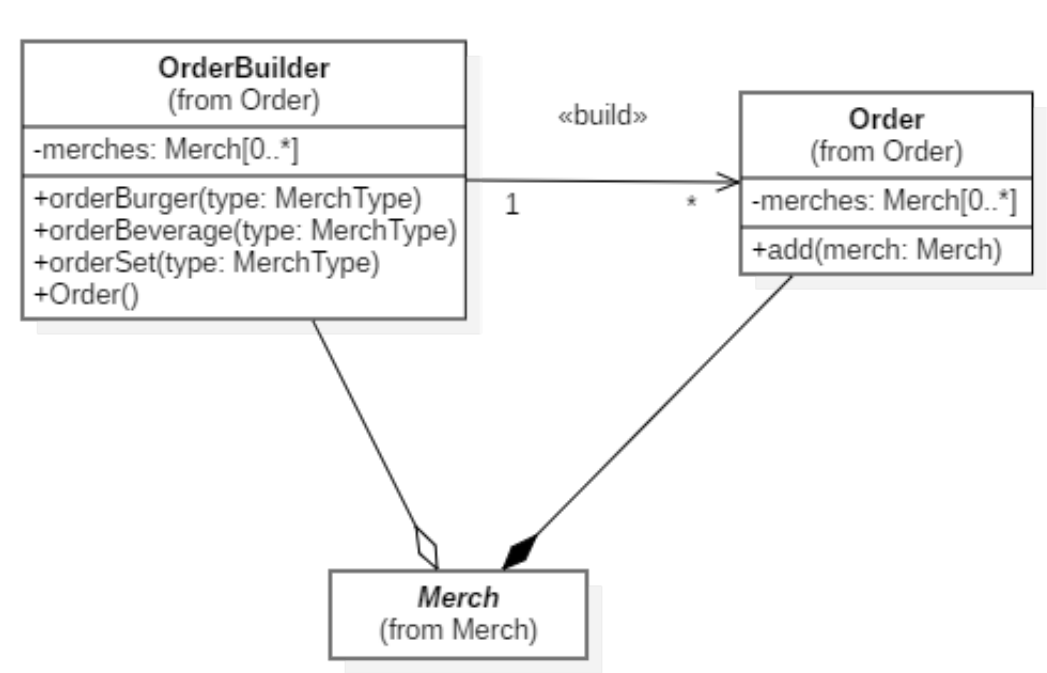 OrderBuilder
(from Order)
-merches: Merch[0..*]
+orderBurger(type: MerchType)
+orderBeverage(type: MerchType)
+orderSet(type: MerchType)
+Order()
«build»
1
*
Order
(from Order)
-merches: Merch[0..*]
+add(merch: Merch)
Merch
(from Merch)